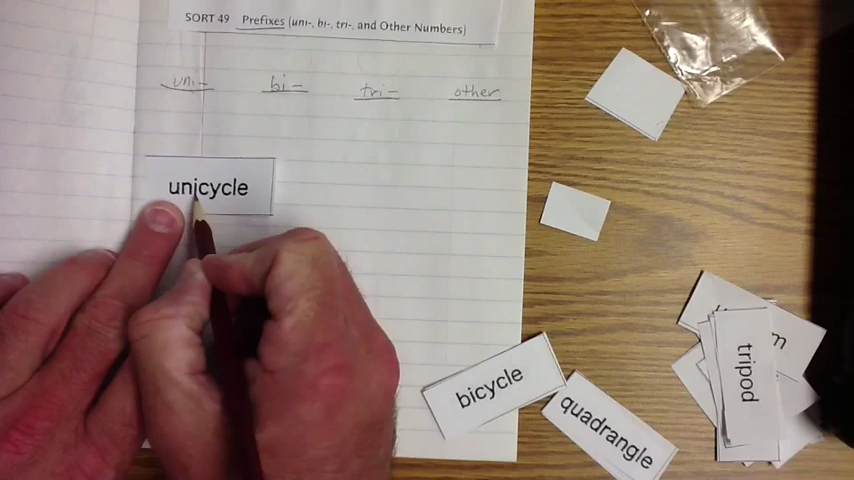 SORT 49 Prefixes (uni-, bi-, tri-, and Other Numbers)
uni-
bi-
tri-
other
unicycle
bicycle
quadrangle
tripod